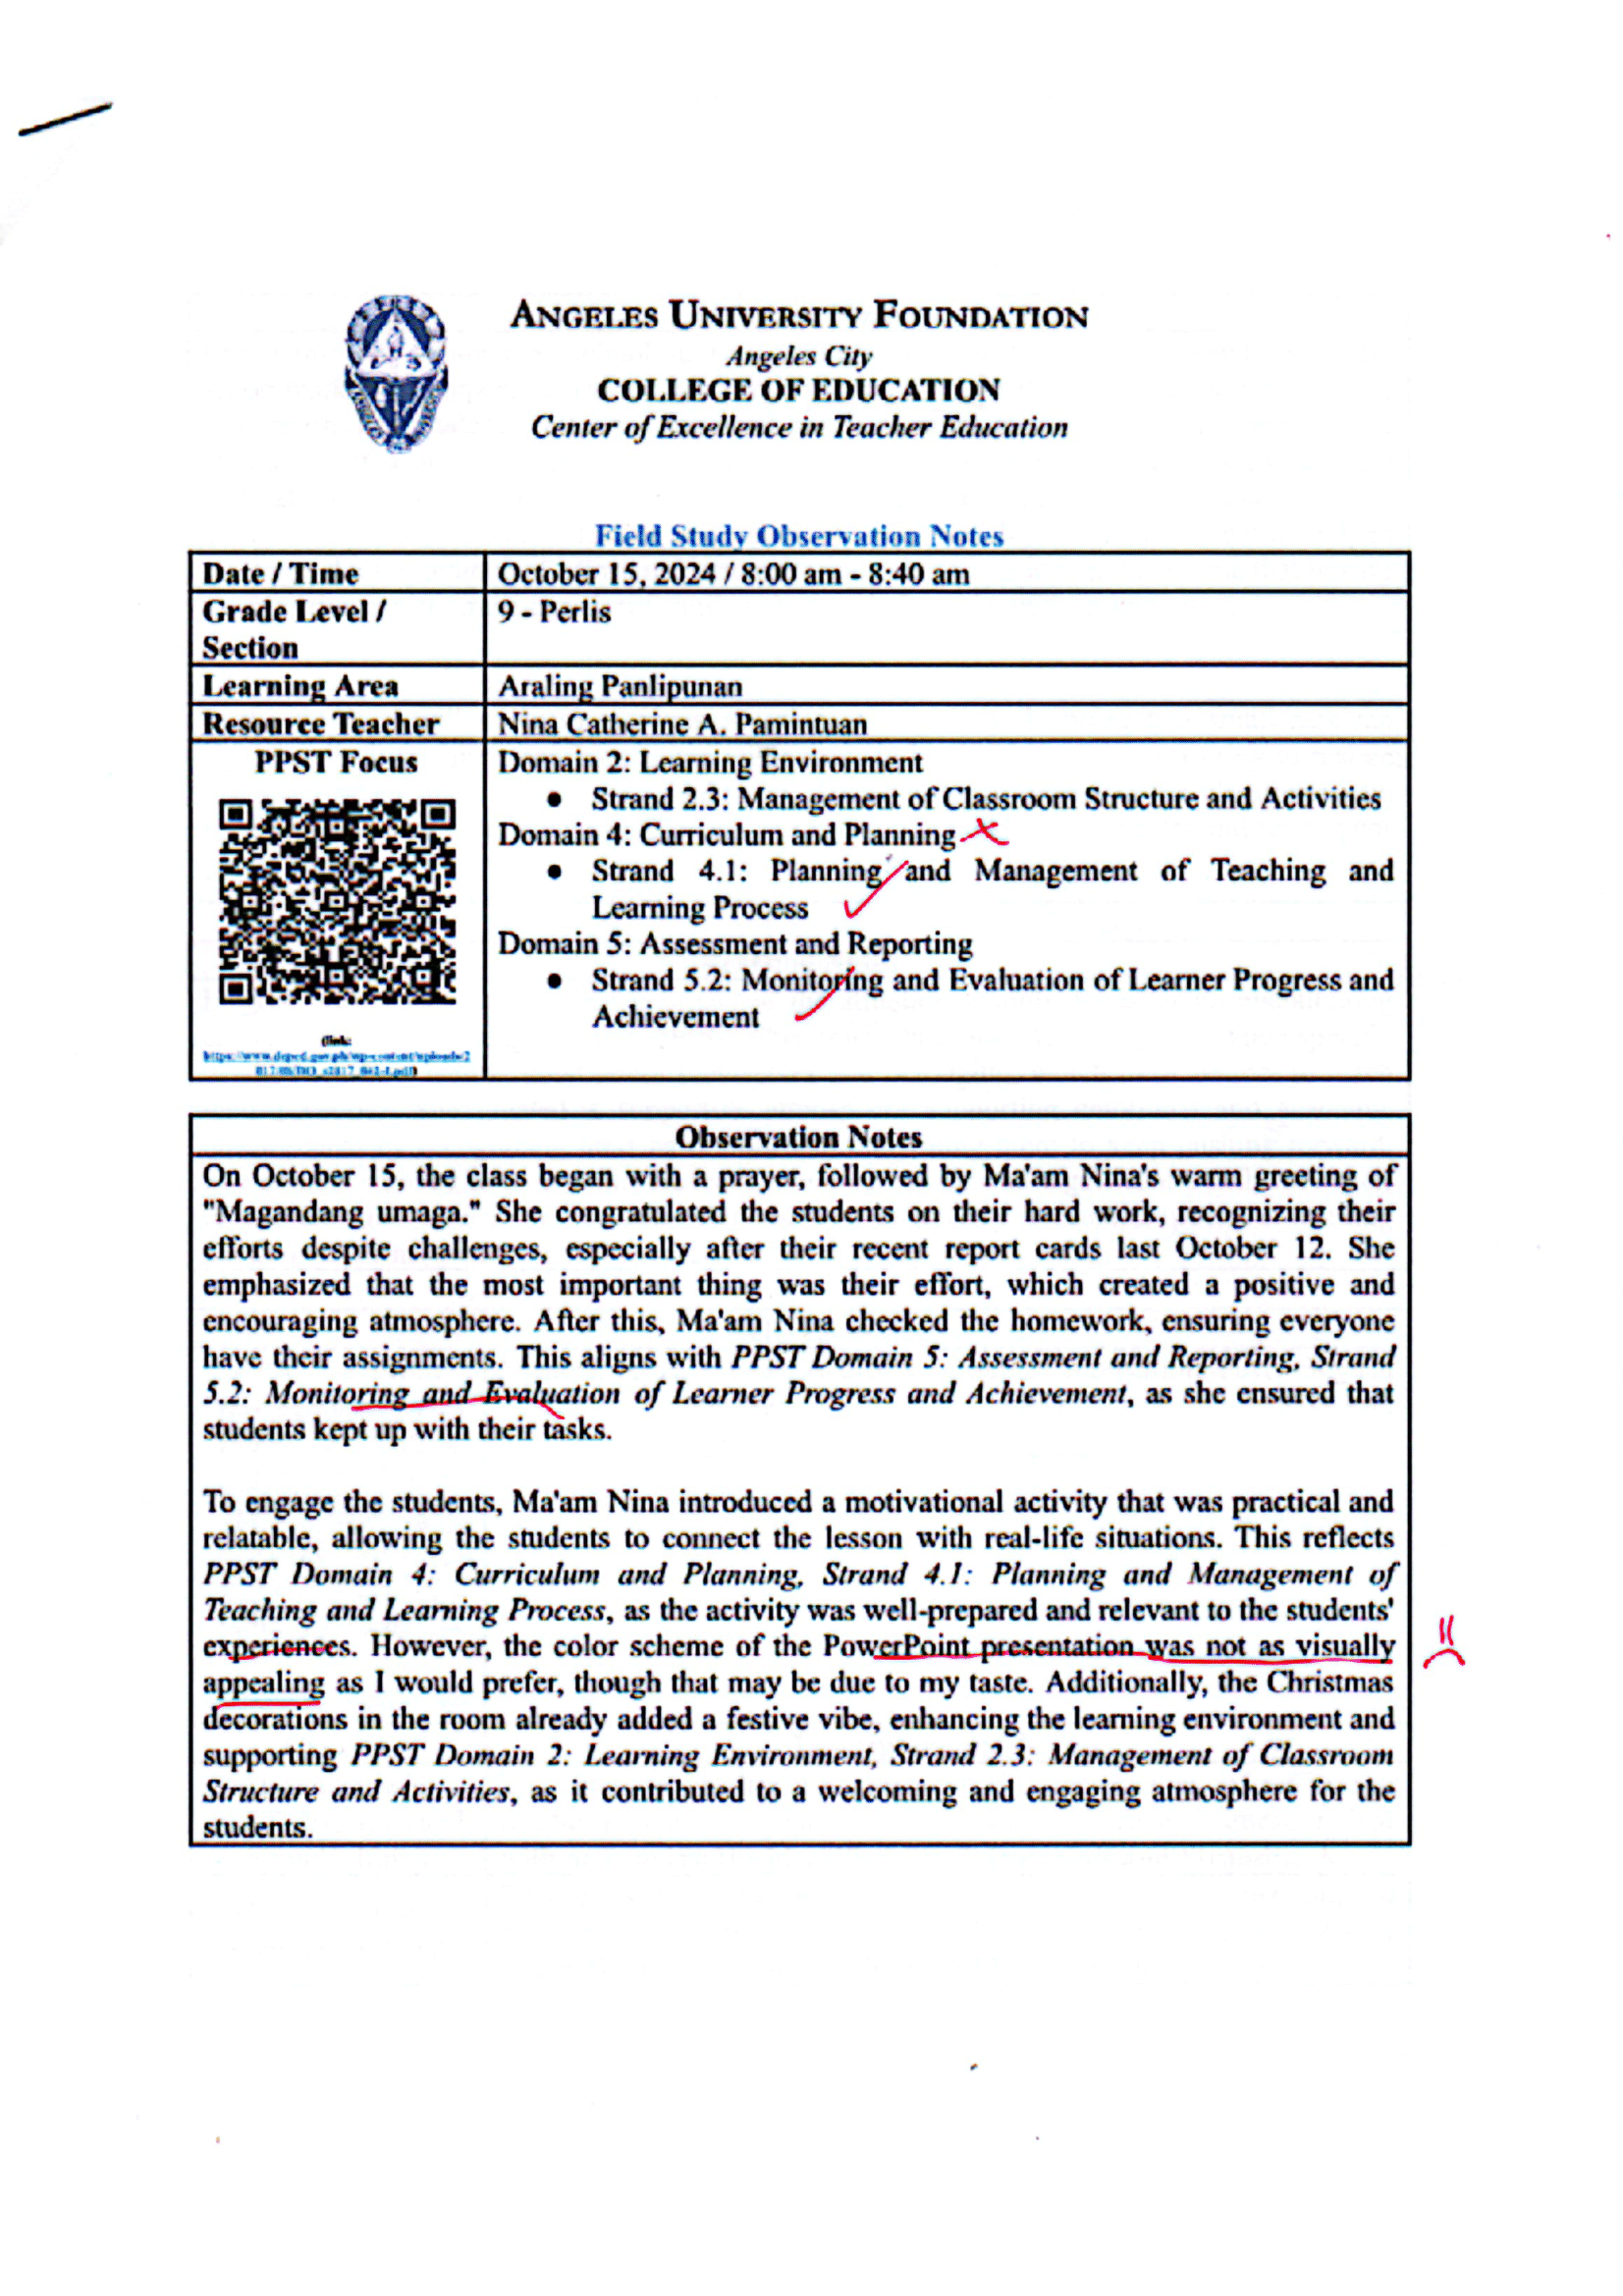 ANGELES UNIVERSITY FOUNDATION
Angeles City
COLLEGE OF EDUCATION
Center of Excellence in Teacher Education
Field Study Observation Notes
Date / Time October 15, 2024 / 8:00 am - 8:40 am
Grade Level / 9 - Perlis
Section
Learning Area Araling Panlipunan
Resource Teacher Nina Catherine A. Pamintuan
PPST Focus
(link:
Domain 2: Learning Environment
● Strand 2.3: Management of Classroom Structure and Activities
Domain 4: Curriculum and Planning
● Strand 4.1: Planning and Management of Teaching and
Learning Process
Domain 5: Assessment and Reporting
● Strand 5.2: Monitoring and Evaluation of Learner Progress and
Achievement
Observation Notes
On October 15, the class began with a prayer, followed by Ma'am Nina's warm greeting of
"Magandang umaga." She congratulated the students on their hard work, recognizing their
efforts despite challenges, especially after their recent report cards last October 12. She
emphasized that the most important thing was their effort, which created a positive and
encouraging atmosphere. After this, Ma'am Nina checked the homework, ensuring everyone
have their assignments. This aligns with PPST Domain 5: Assessment and Reporting, Strand
5.2: Monitoring and Evaluation of Learner Progress and Achievement, as she ensured that
students kept up with their tasks.
To engage the students, Ma'am Nina introduced a motivational activity that was practical and
relatable, allowing the students to connect the lesson with real-life situations. This reflects
PPST Domain 4: Curriculum and Planning, Strand 4.1: Planning and Management of
Teaching and Learning Process, as the activity was well-prepared and relevant to the students'
experiences. However, the color scheme of the PowerPoint presentation was not as visually
appealing as I would prefer, though that may be due to my taste. Additionally, the Christmas
decorations in the room already added a festive vibe, enhancing the learning environment and
supporting PPST Domain 2: Learning Environment, Strand 2.3: Management of Classroom
Structure and Activities, as it contributed to a welcoming and engaging atmosphere for the
students.